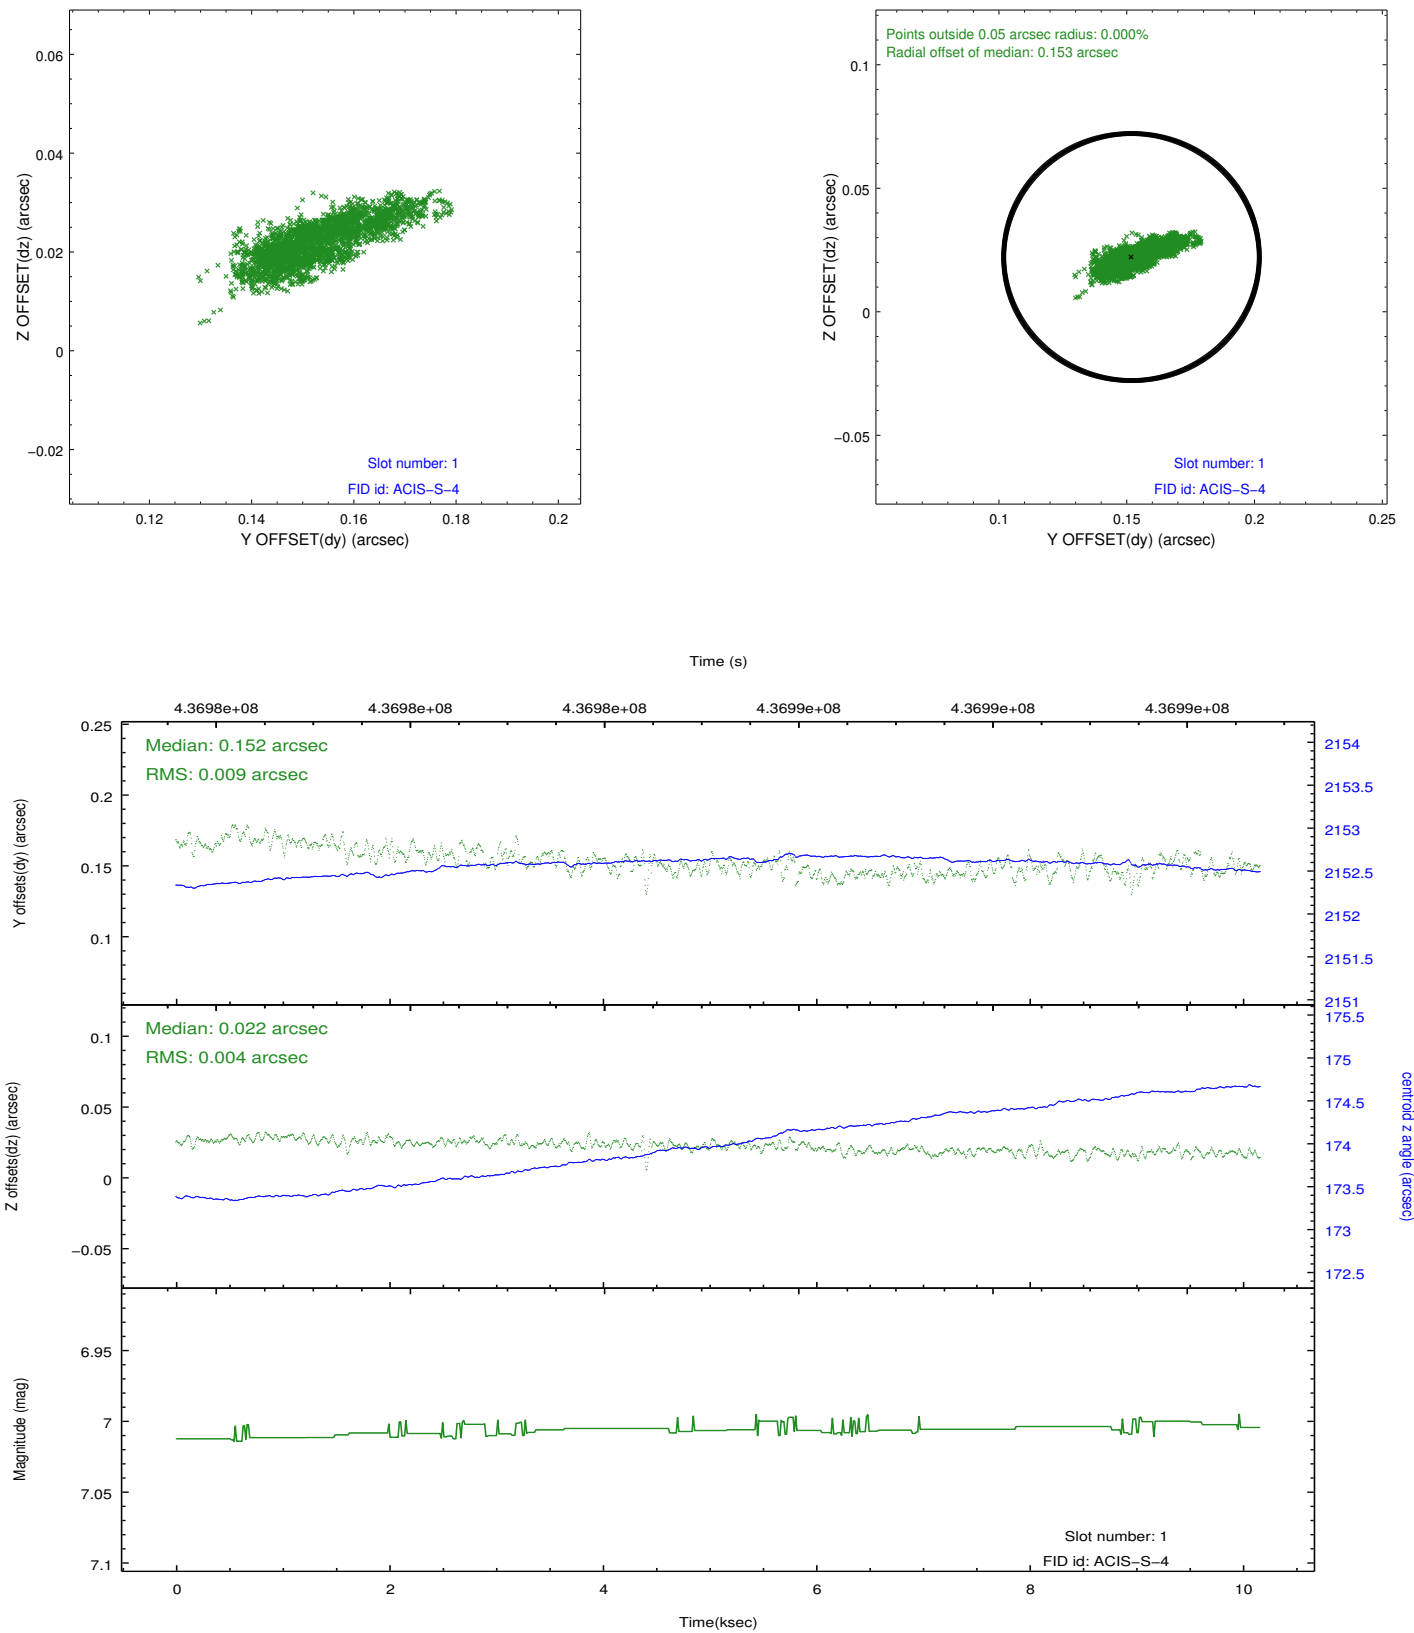 0.06
0.04
0.02
0
−0.02
Z OFFSET(dz) (arcsec)
Slot number: 1
FID id: ACIS−S−4
0.12 0.14 0.16 0.18 0.2
Y OFFSET(dy) (arcsec)
Points outside 0.05 arcsec radius: 0.000%
Radial offset of median: 0.153 arcsec
0.1
0.05
0
−0.05
Z OFFSET(dz) (arcsec)
Slot number: 1
FID id: ACIS−S−4
0.1 0.15 0.2 0.25
Y OFFSET(dy) (arcsec)
Time (s)
4.3698e+08 4.3698e+08 4.3698e+08 4.3699e+08 4.3699e+08 4.3699e+08
Median: 0.152 arcsec
RMS: 0.009 arcsec
0.25
0.2
0.15
0.1
Y offsets(dy) (arcsec)
2154
2153.5
2153
2152.5
2152
2151.5
2151
Median: 0.022 arcsec
RMS: 0.004 arcsec
0.1
0.05
0
−0.05
Z offsets(dz) (arcsec)
175.5
175
174.5
174
173.5
173
172.5
centroid z angle (arcsec)
6.95
7
7.05
7.1
Magnitude (mag)
Slot number: 1
FID id: ACIS−S−4
0 2 4 6 8 10
Time(ksec)